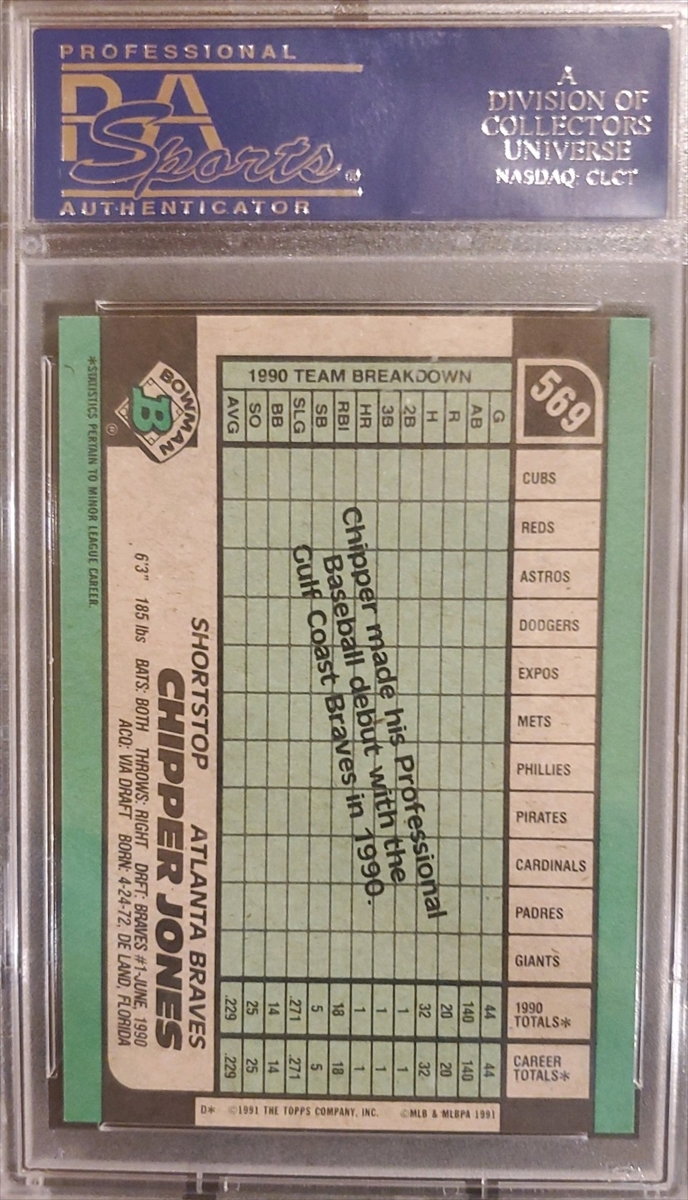 PROFESSIONAL
PSA
Sports®
AUTHENTICATOR
A
DIVISION OF
COLLECTORS
UNIVERSE
NASDAQ: CLCT
569
BOWMAN
B
®
SHORTSTOP ATLANTA BRAVES
CHIPPER JONES
6'3" 185 lbs BATS: BOTH THROWS: RIGHT DRFT: BRAVES #1-JUNE, 1990
ACQ: VIA DRAFT BORN: 4-24-72, DE LAND, FLORIDA
*STATISTICS PERTAIN TO MINOR LEAGUE CAREER.
1990 TEAM BREAKDOWN
AVG SO BB SLG SB RBI HR 3B 2B H R AB G
CUBS
REDS
ASTROS
DODGERS
EXPOS
METS
PHILLIES
PIRATES
CARDINALS
PADRES
GIANTS
1990 TOTALS* .229 25 14 .271 5 18 1 1 1 32 20 140 44
CAREER TOTALS* .229 25 14 .271 5 18 1 1 1 32 20 140 44
Chipper made his Professional
Baseball debut with the
Gulf Coast Braves in 1990.
D* ©1991 THE TOPPS COMPANY, INC. ©MLB & MLBPA 1991